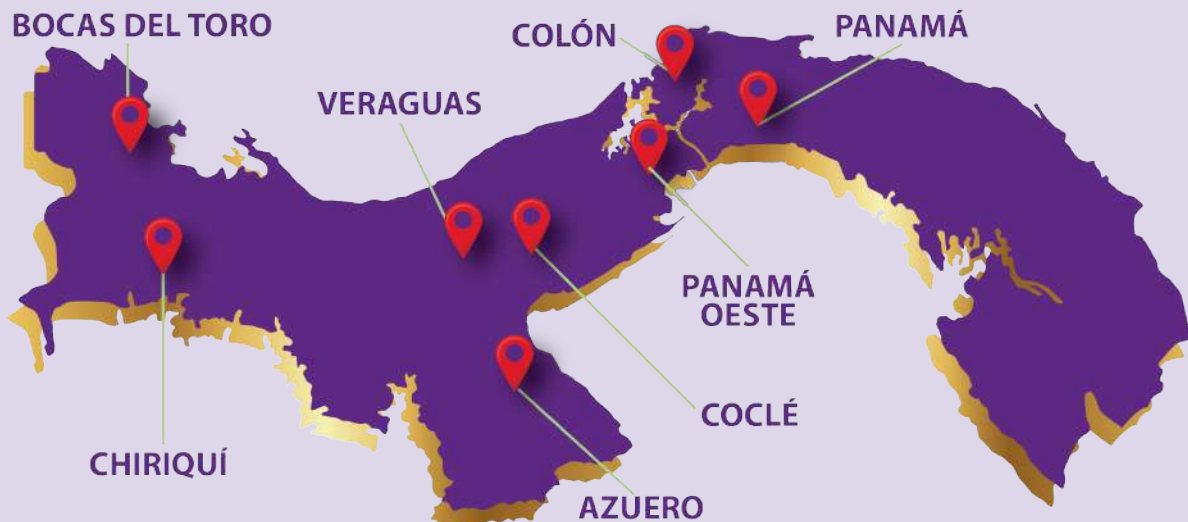 BOCAS DEL TORO
COLÓN
PANAMÁ
VERAGUAS
PANAMÁ
OESTE
COCLÉ
CHIRIQUÍ
AZUERO